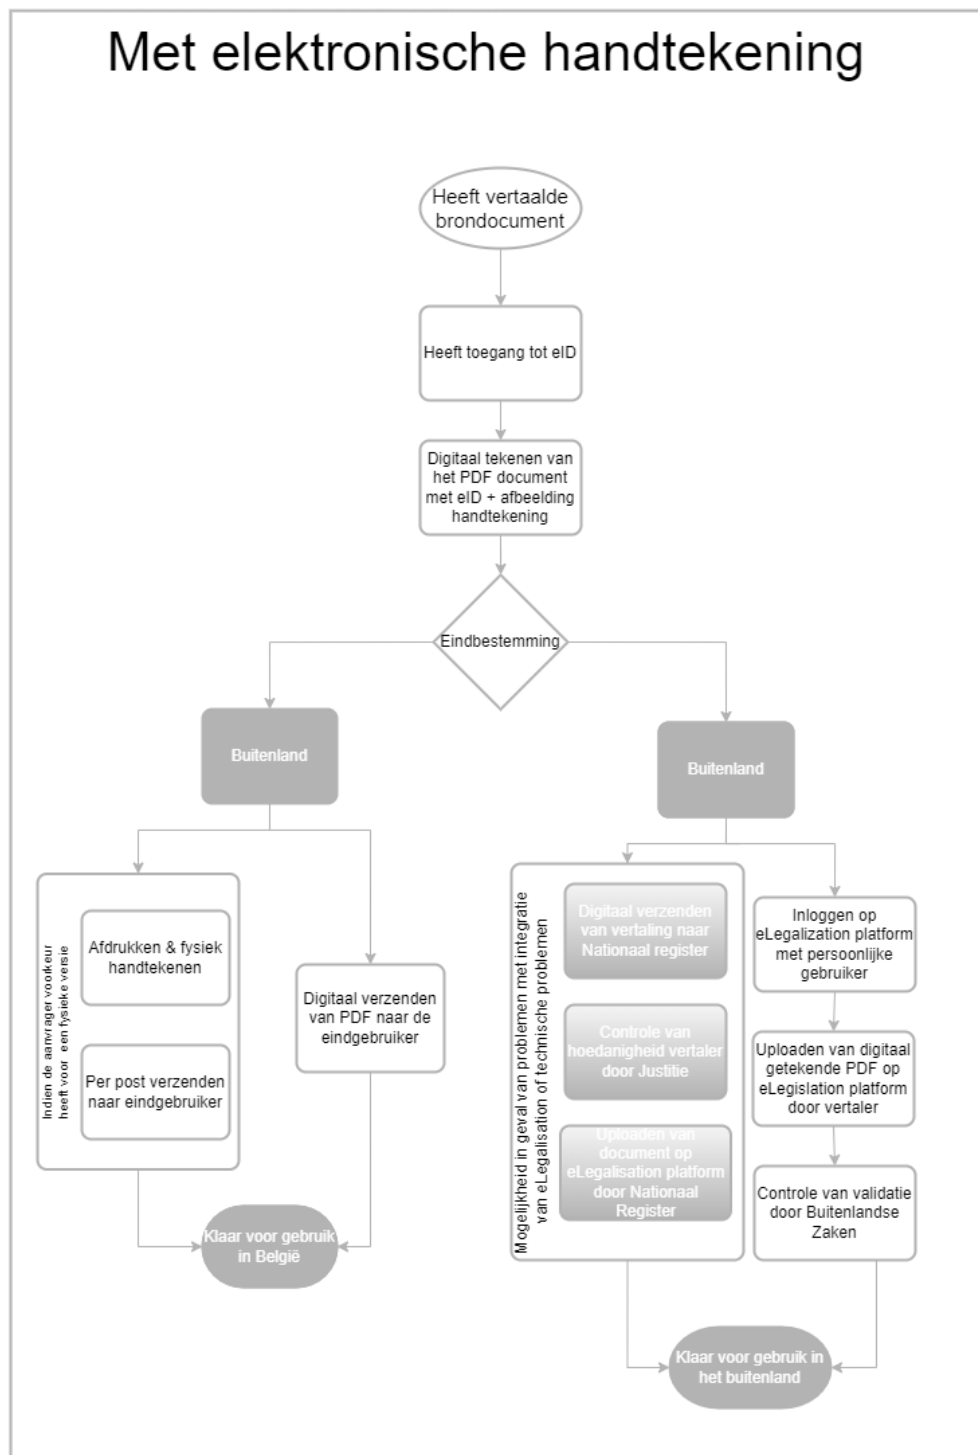 Met elektronische handtekening
Heeft vertaalde
brondocument
Heeft toegang tot eID
Digitaal tekenen van
het PDF document
met eID + afbeelding
handtekening
Eindbestemming
Buitenland
Indien de aanvrager voorkeur
heeft voor een fysieke versie
Afdrukken & fysiek
handtekenen
Per post verzenden
naar eindgebruiker
Digitaal verzenden
van PDF naar de
eindgebruiker
Klaar voor gebruik
in België
Buitenland
Mogelijkheid in geval van problemen met integratie
van eLegalisation of technische problemen
Digitaal verzenden
van vertaling naar
Nationaal register
Controle van
hoedanigheid vertaler
door Justitie
Uploaden van
document op
eLegalisation platform
door Nationaal
Register
Inloggen op
eLegalization platform
met persoonlijke
gebruiker
Uploaden van digitaal
getekende PDF op
eLegislation platform
door vertaler
Controle van validatie
door Buitenlandse
Zaken
Klaar voor gebruik in
het buitenland